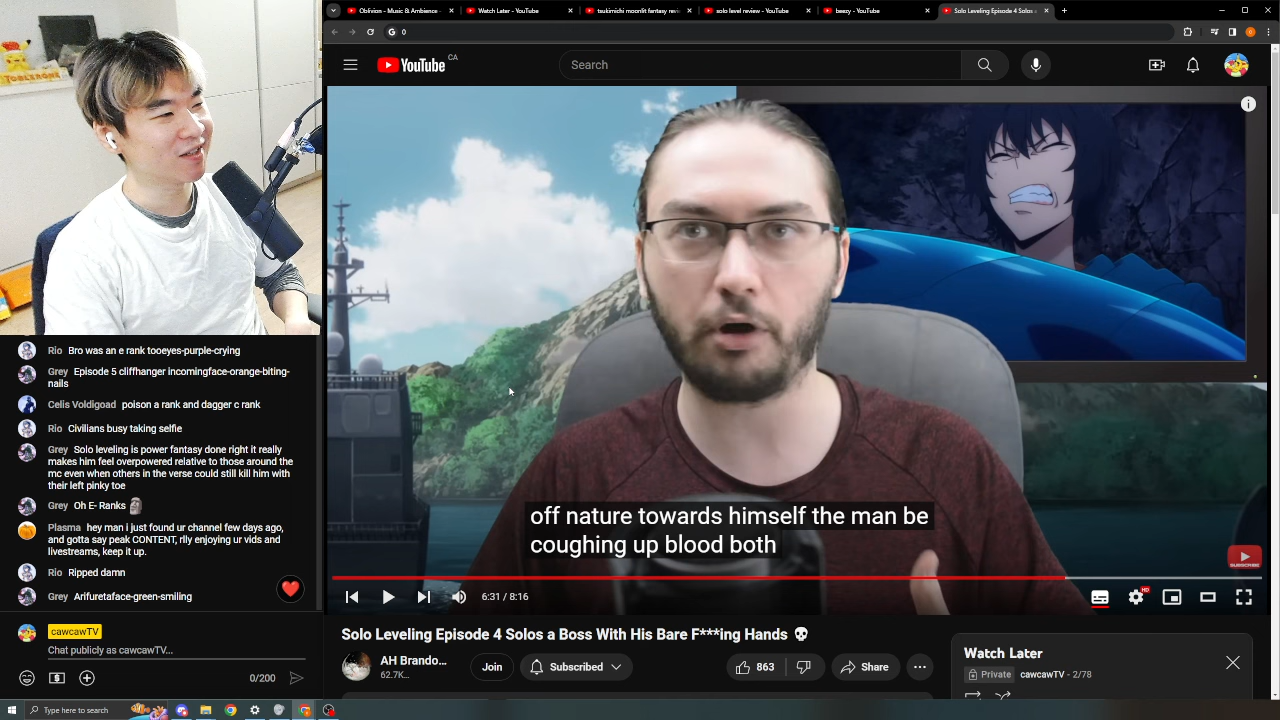 Oblivion - Music & Ambience -
Watch Later - YouTube
tsukimichi moonlit fantasy revi
solo level review - YouTube
beezy - YouTube
Solo Leveling Episode 4 Solos a
0
TOBLERONE
YouTube CA
Search
off nature towards himself the man be
coughing up blood both
SUBSCRIBE
6:31 / 8:16
HD
Solo Leveling Episode 4 Solos a Boss With His Bare F***ing Hands
AH Brando...
62.7K...
Join
Subscribed
863
Share
Watch Later
Private cawcawTV - 2/78
Rio Bro was an e rank tooeyes-purple-crying
Grey Episode 5 cliffhanger incomingface-orange-biting-
nails
Celis Voldigoad poison a rank and dagger c rank
Rio Civilians busy taking selfie
Grey Solo leveling is power fantasy done right it really
makes him feel overpowered relative to those around the
mc even when others in the verse could still kill him with
their left pinky toe
Grey Oh E- Ranks
Plasma hey man i just found ur channel few days ago,
and gotta say peak CONTENT, rlly enjoying ur vids and
livestreams, keep it up.
Rio Ripped damn
Grey Arifuretaface-green-smiling
cawcawTV
Chat publicly as cawcawTV...
0/200
Type here to search